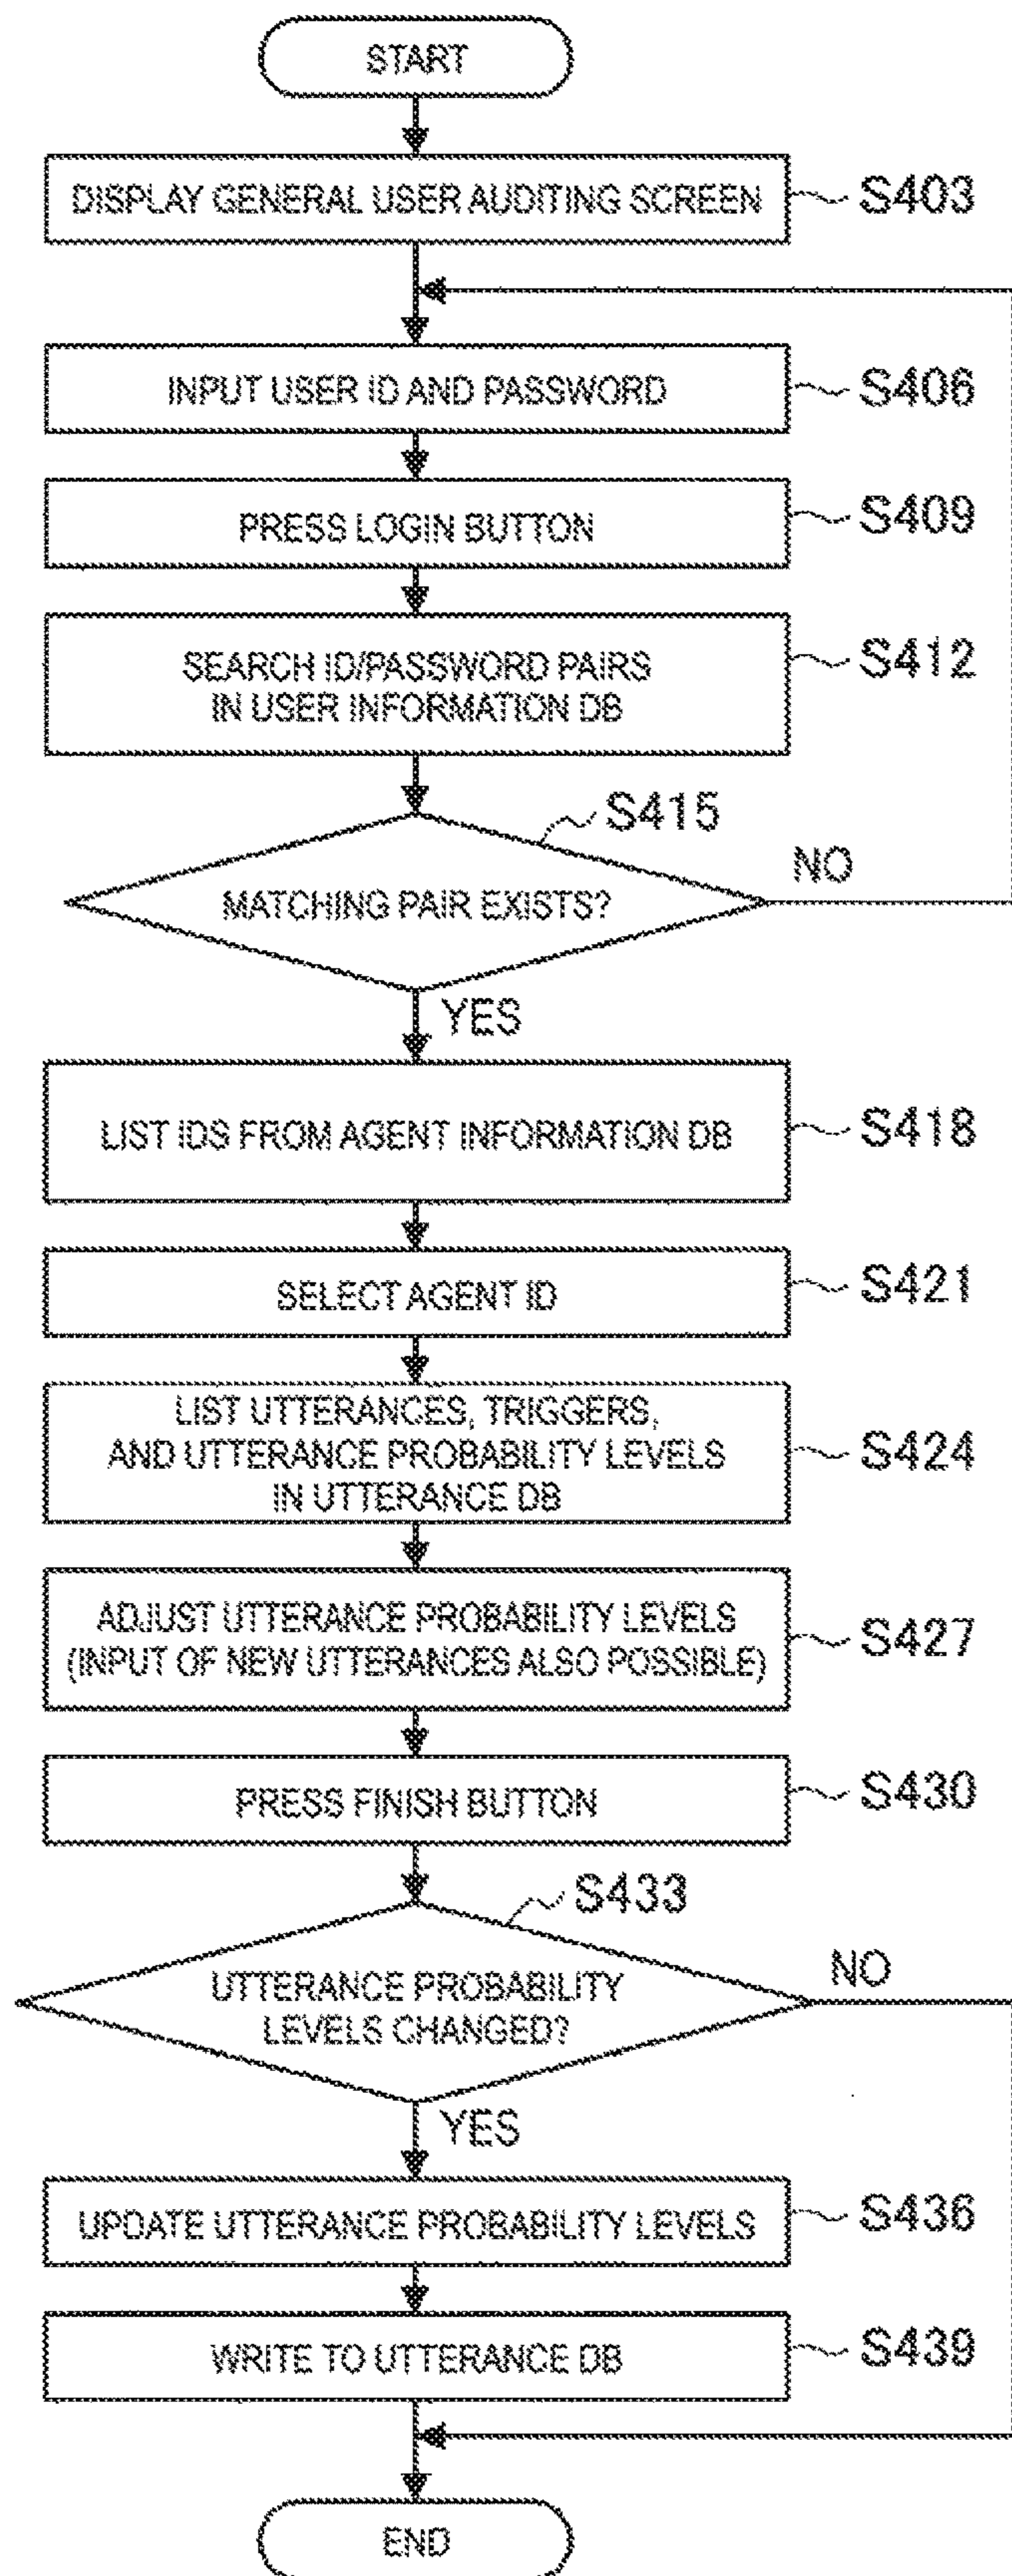 START
DISPLAY GENERAL USER AUDITING SCREEN
S403
INPUT USER ID AND PASSWORD
S406
PRESS LOGIN BUTTON
S409
SEARCH ID/PASSWORD PAIRS
IN USER INFORMATION DB
S412
S415
MATCHING PAIR EXISTS?
NO
YES
LIST IDS FROM AGENT INFORMATION DB
S418
SELECT AGENT ID
S421
LIST UTTERANCES, TRIGGERS,
AND UTTERANCE PROBABILITY LEVELS
IN UTTERANCE DB
S424
ADJUST UTTERANCE PROBABILITY LEVELS
(INPUT OF NEW UTTERANCES ALSO POSSIBLE)
S427
PRESS FINISH BUTTON
S430
S433
UTTERANCE PROBABILITY
LEVELS CHANGED?
NO
YES
UPDATE UTTERANCE PROBABILITY LEVELS
S436
WRITE TO UTTERANCE DB
S439
END